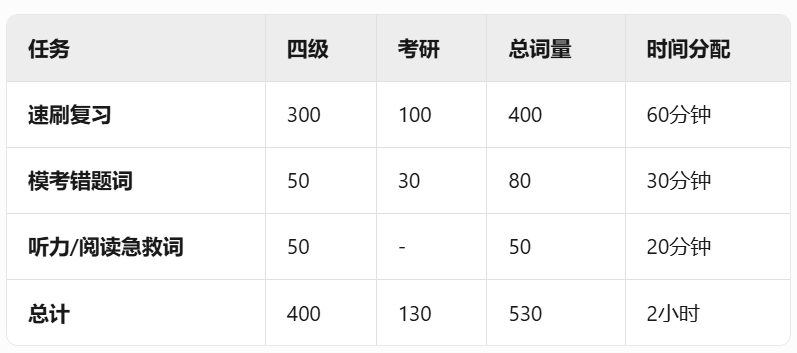 任务 四级 考研 总词量 时间分配
速刷复习 300 100 400 60分钟
模考错题词 50 30 80 30分钟
听力/阅读急救词 50 - 50 20分钟
总计 400 130 530 2小时